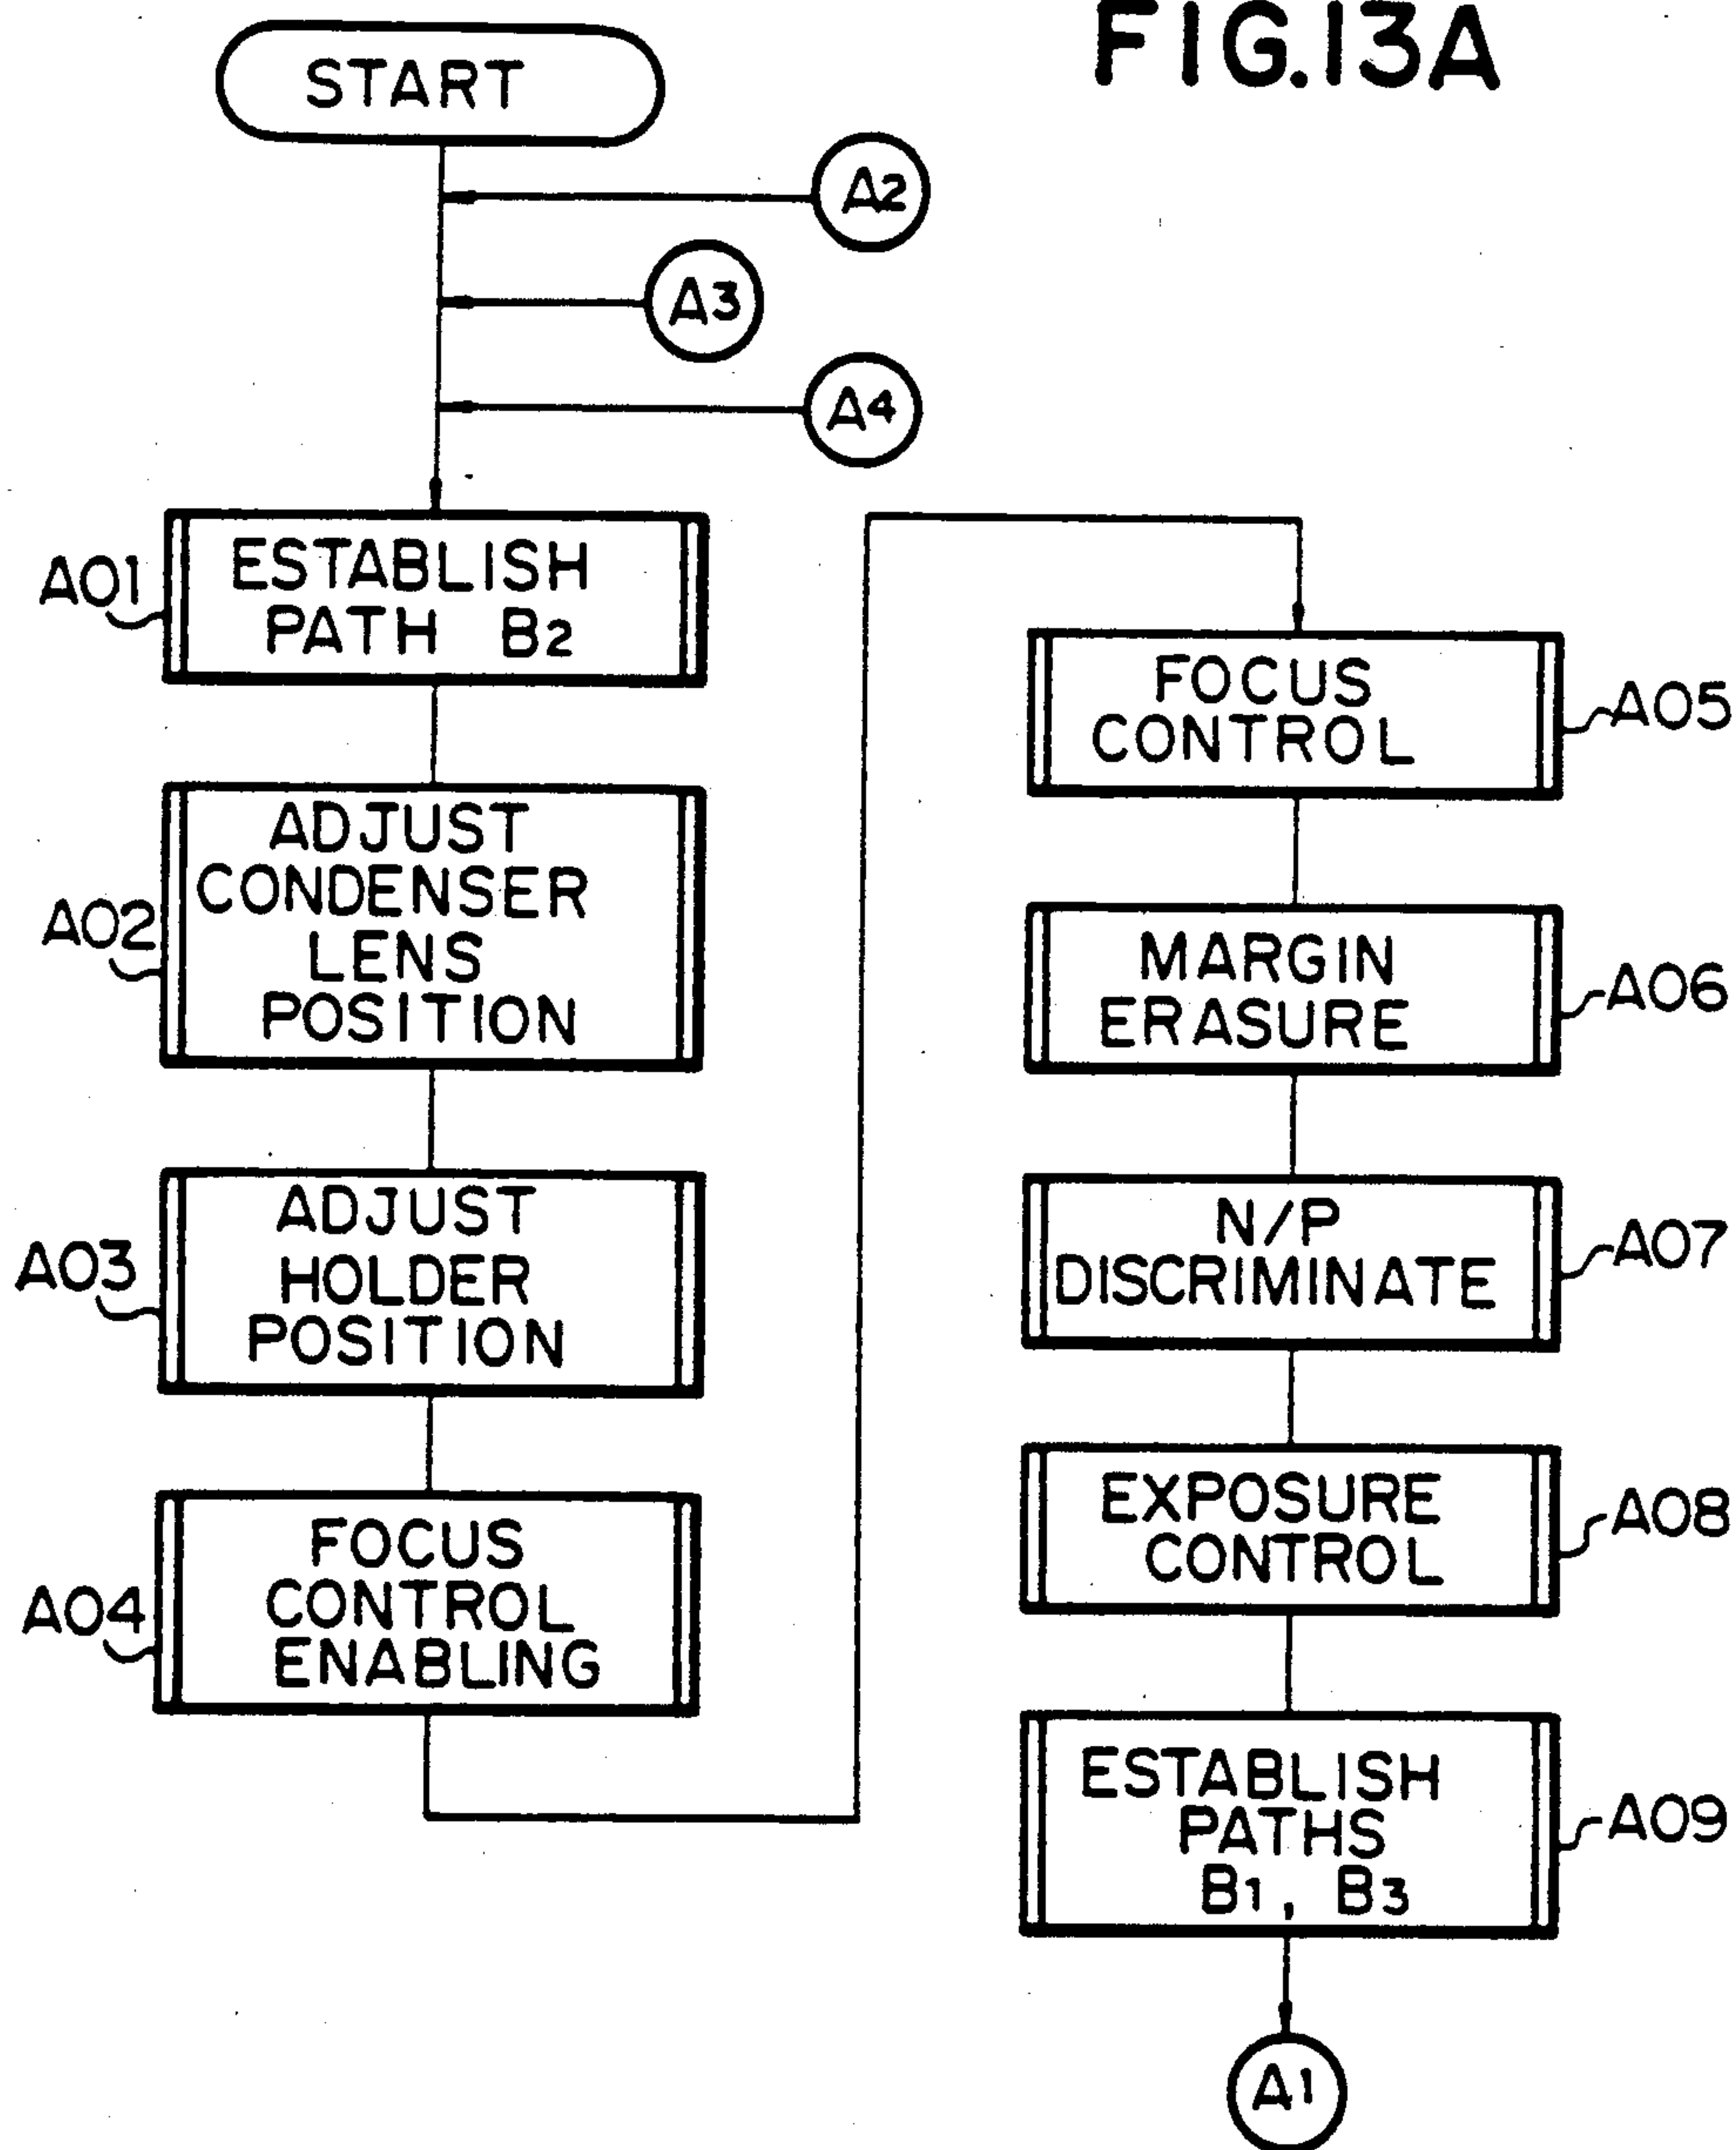 FIG.13A
START
A2
A3
A4
A01
ESTABLISH
PATH B2
A02
ADJUST
CONDENSER
LENS
POSITION
A03
ADJUST
HOLDER
POSITION
A04
FOCUS
CONTROL
ENABLING
FOCUS
CONTROL
A05
MARGIN
ERASURE
A06
N/P
DISCRIMINATE
A07
EXPOSURE
CONTROL
A08
ESTABLISH
PATHS
B1, B3
A09
A1